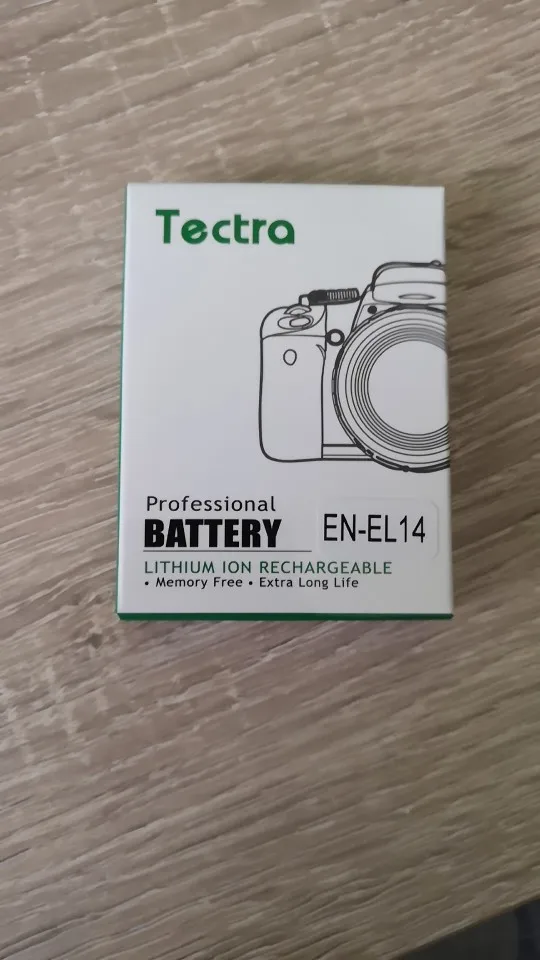 Tectra
Professional
BATTERY
EN-EL14
LITHIUM ION RECHARGEABLE
• Memory Free • Extra Long Life